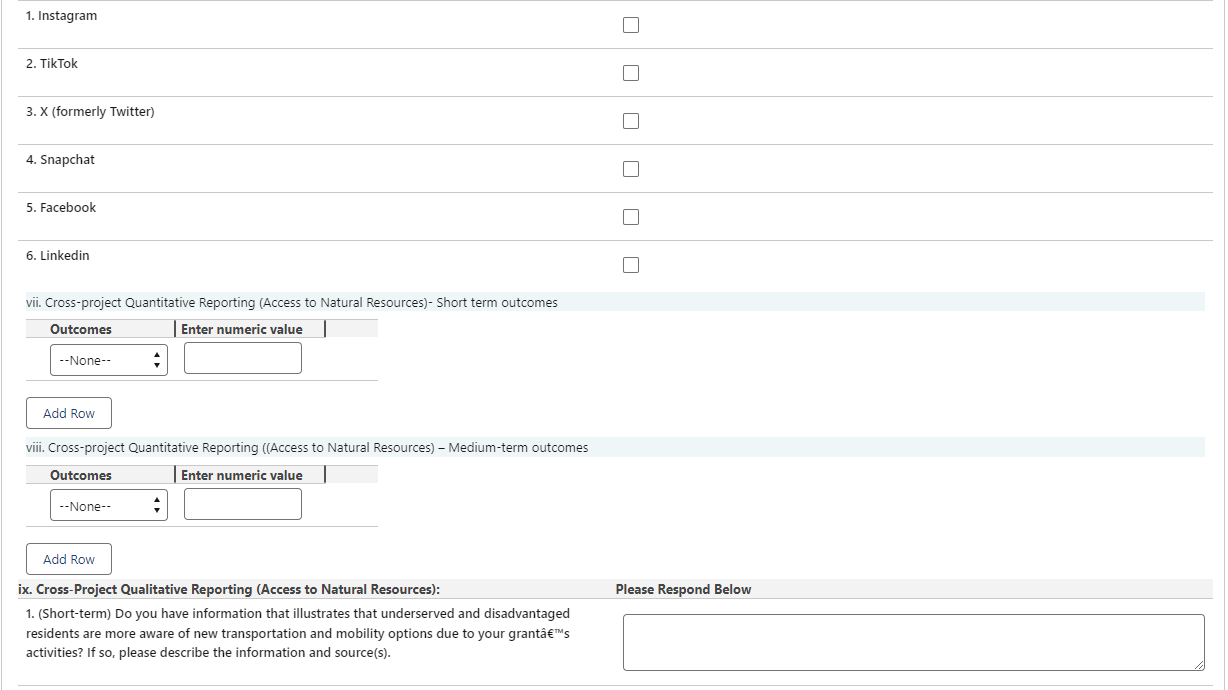 1. Instagram
2. TikTok
3. X (formerly Twitter)
4. Snapchat
5. Facebook
6. Linkedin
vii. Cross-project Quantitative Reporting (Access to Natural Resources)- Short term outcomes
Outcomes Enter numeric value
--None--
Add Row
viii. Cross-project Quantitative Reporting ((Access to Natural Resources) – Medium-term outcomes
Outcomes Enter numeric value
--None--
Add Row
ix. Cross-Project Qualitative Reporting (Access to Natural Resources): Please Respond Below
1. (Short-term) Do you have information that illustrates that underserved and disadvantaged
residents are more aware of new transportation and mobility options due to your grantâ€™s
activities? If so, please describe the information and source(s).